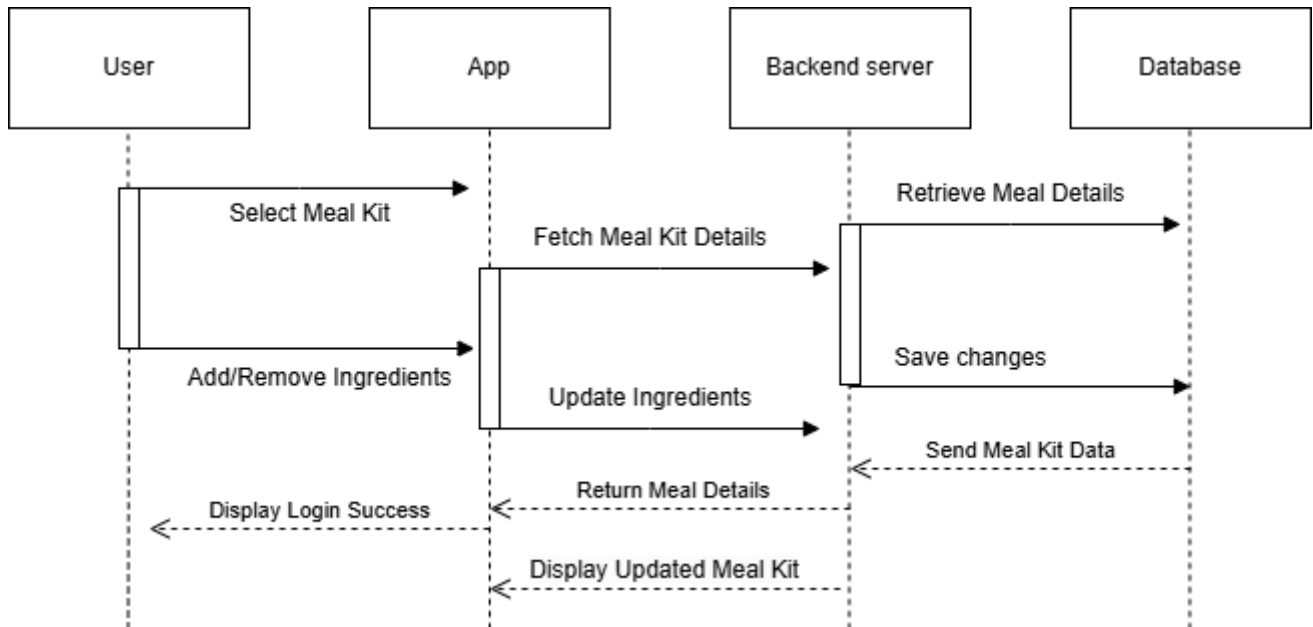 User
App
Backend server
Database
Retrieve Meal Details
Select Meal Kit
Fetch Meal Kit Details
Save changes
Add/Remove Ingredients
Update Ingredients
Send Meal Kit Data
Return Meal Details
Display Login Success
Display Updated Meal Kit